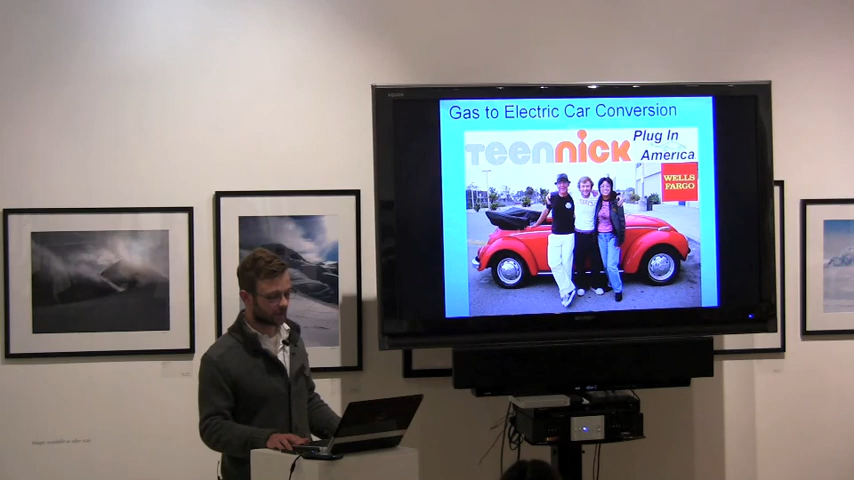 Gas to Electric Car Conversion
TEENNICK
Plug In
America
WELLS
FARGO